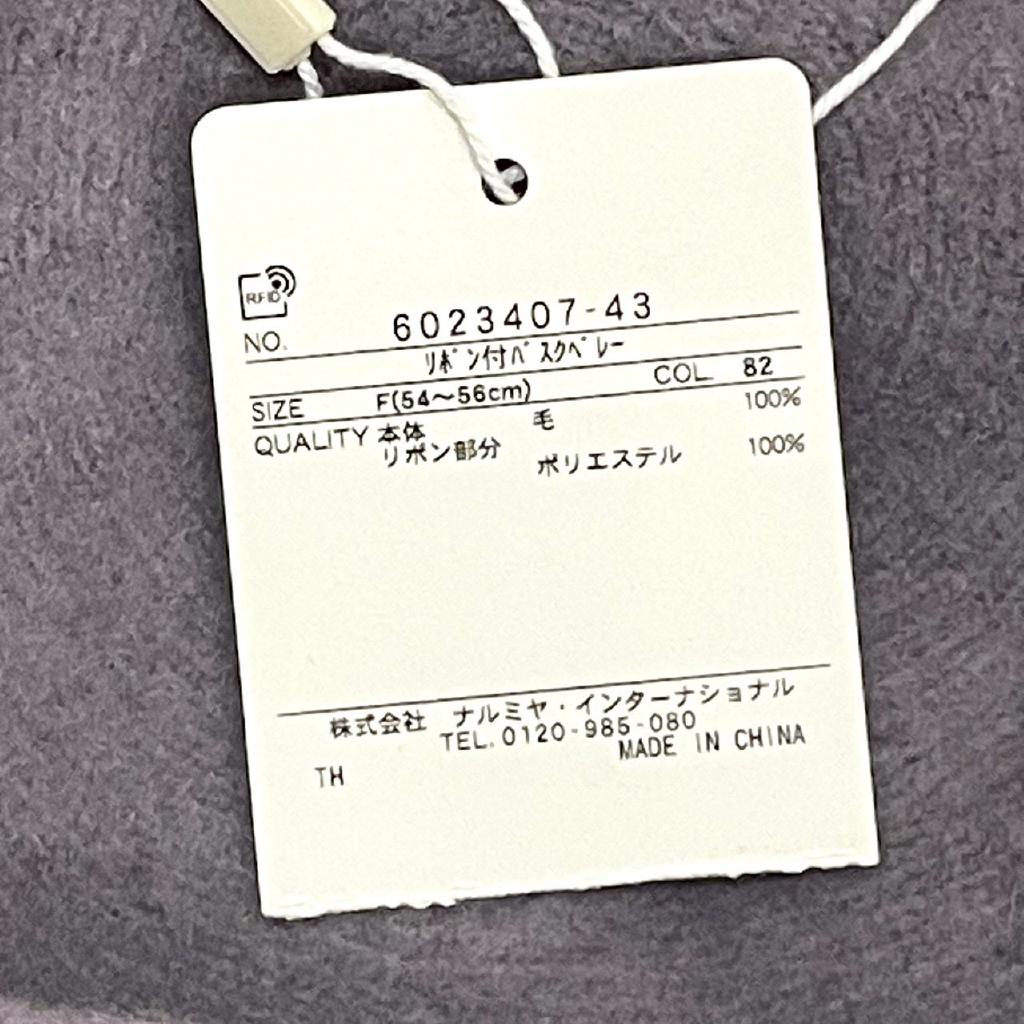 RFID
NO. 6023407-43
ﾘﾎﾞﾝ付ﾊﾞｽｸﾍﾞﾚｰ
SIZE F(54～56cm) COL 82
QUALITY 本体 毛 100%
リボン部分 ポリエステル 100%
株式会社 ナルミヤ・インターナショナル
TEL.0120-985-080
MADE IN CHINA
TH